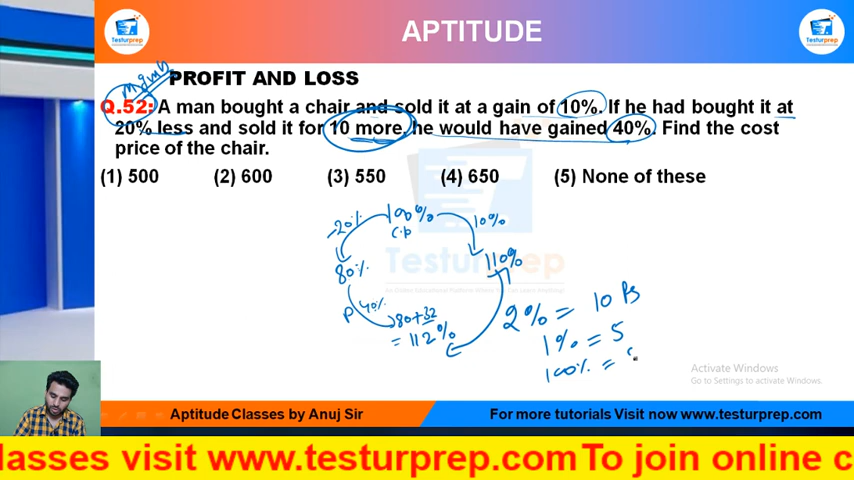 Testurprep
APTITUDE
Testurprep
PROFIT AND LOSS
Q.52: A man bought a chair and sold it at a gain of 10%. If he had bought it at
20% less and sold it for 10 more, he would have gained 40%. Find the cost
price of the chair.
(1) 500 (2) 600 (3) 550 (4) 650 (5) None of these
-20% 100% 10%
C.P
80% 110%
P 40%
80+32
= 112%
2% = 10 Rs
1% = 5
100% =
Testurprep
Activate Windows
Go to Settings to activate Windows.
Aptitude Classes by Anuj Sir For more tutorials Visit now www.testurprep.com
lasses visit www.testurprep.com To join online c